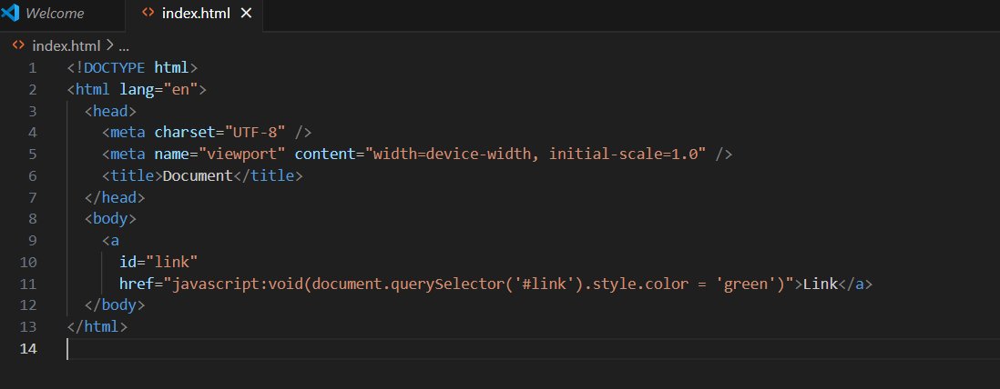 Welcome index.html
index.html > ...
1 <!DOCTYPE html>
2 <html lang="en">
3 <head>
4 <meta charset="UTF-8" />
5 <meta name="viewport" content="width=device-width, initial-scale=1.0" />
6 <title>Document</title>
7 </head>
8 <body>
9 <a
10 id="link"
11 href="javascript:void(document.querySelector('#link').style.color = 'green')">Link</a>
12 </body>
13 </html>
14